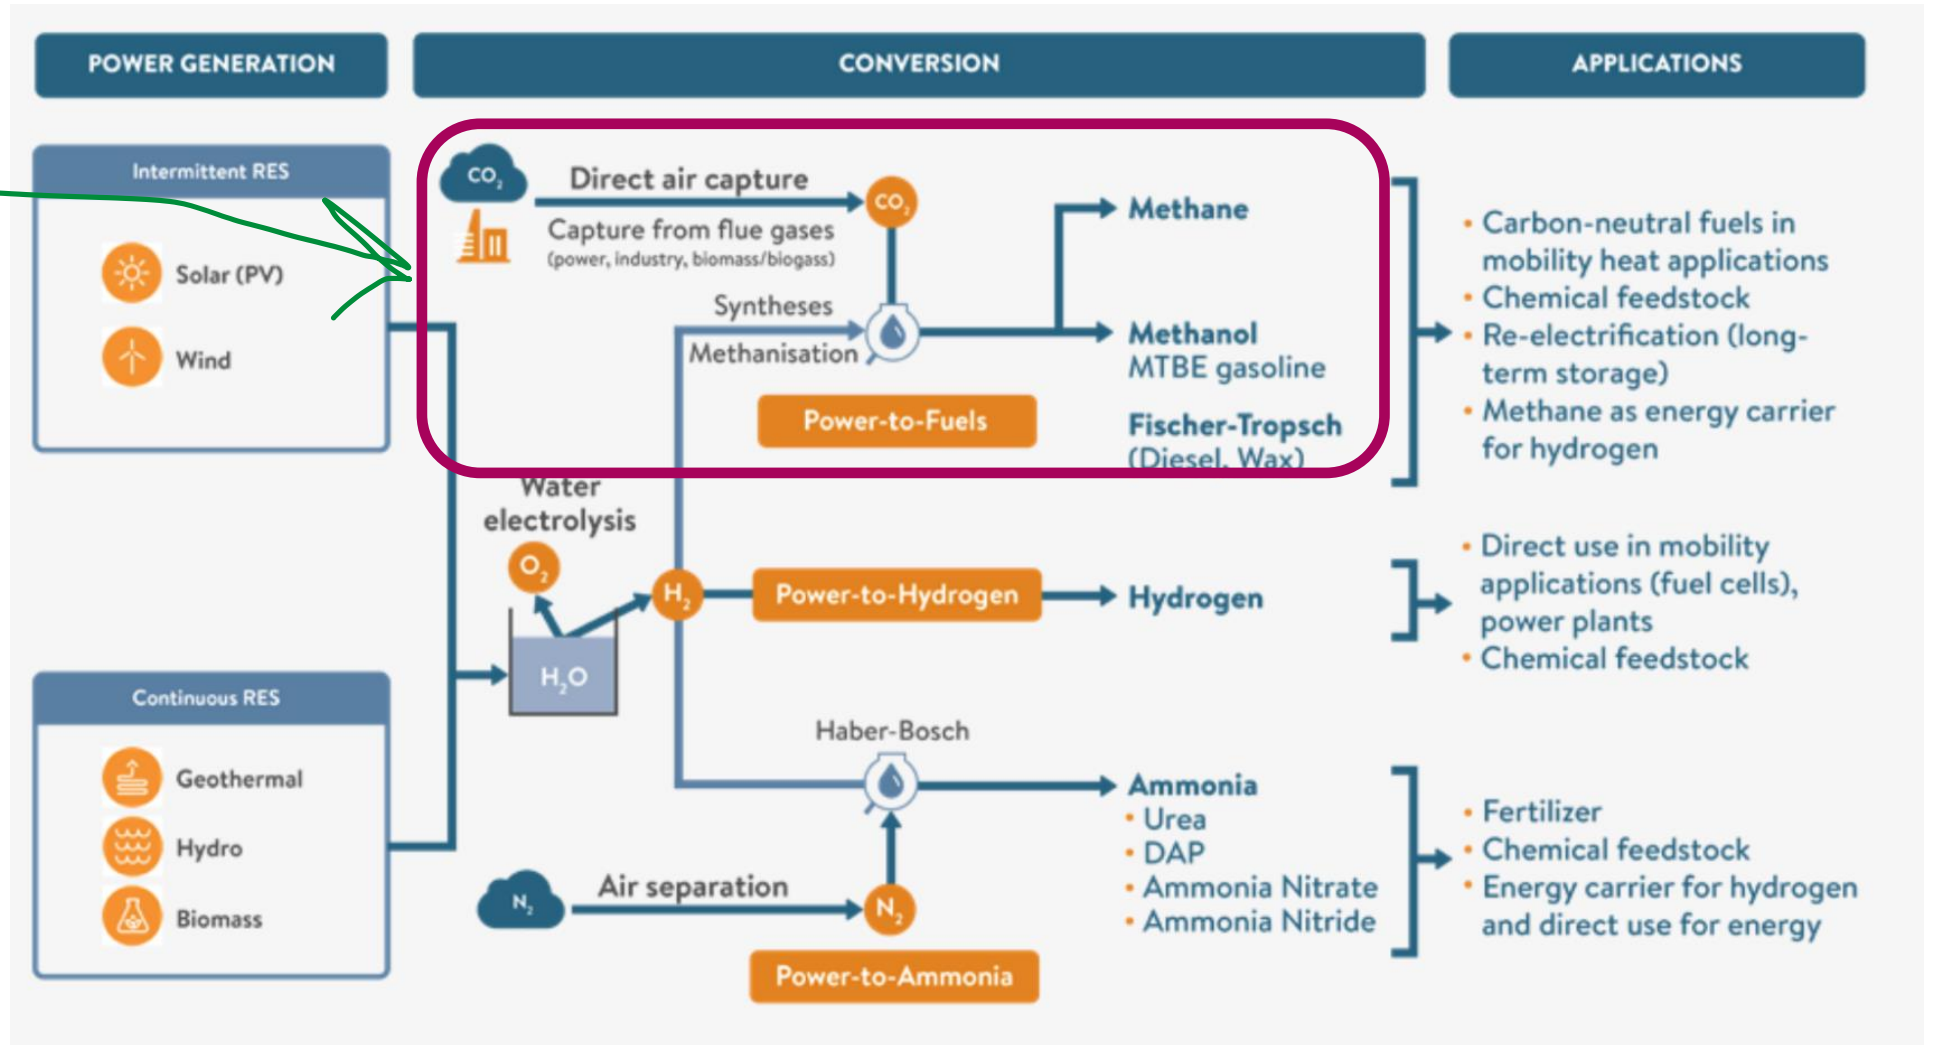 POWER GENERATION
CONVERSION
APPLICATIONS
Intermittent RES
Solar (PV)
Wind
Continuous RES
Geothermal
Hydro
Biomass
CO₂
Direct air capture
CO₂
Capture from flue gases
(power, industry, biomass/biogass)
Syntheses
Methanisation
Power-to-Fuels
Methane
Methanol
MTBE gasoline
Fischer-Tropsch
(Diesel, Wax)
Water
electrolysis
O₂
H₂
H₂O
Power-to-Hydrogen
Hydrogen
Haber-Bosch
N₂
Air separation
N₂
Power-to-Ammonia
Ammonia
• Urea
• DAP
• Ammonia Nitrate
• Ammonia Nitride
• Carbon-neutral fuels in
mobility heat applications
• Chemical feedstock
• Re-electrification (long-
term storage)
• Methane as energy carrier
for hydrogen
• Direct use in mobility
applications (fuel cells),
power plants
• Chemical feedstock
• Fertilizer
• Chemical feedstock
• Energy carrier for hydrogen
and direct use for energy